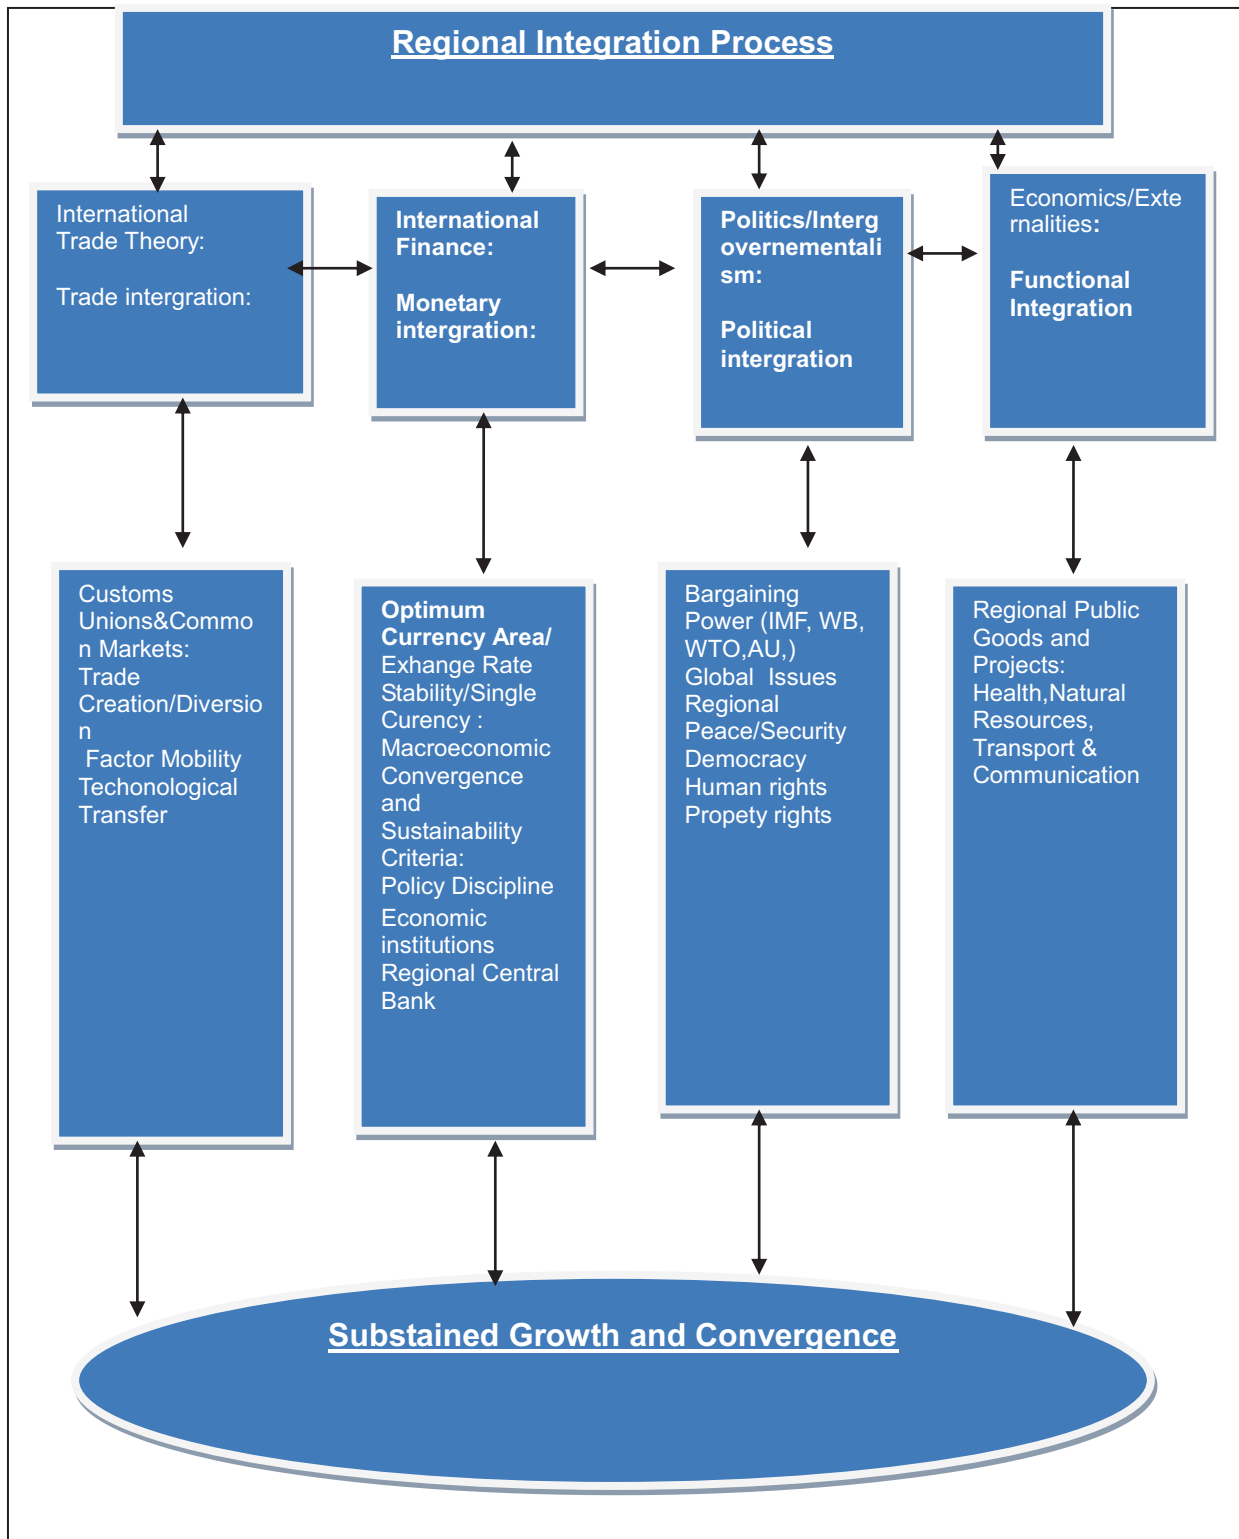 Regional Integration Process
International
Trade Theory:
Trade intergration:
International
Finance:
Monetary
intergration:
Politics/Interg
overnementali
sm:
Political
intergration
Economics/Exte
rnalities:
Functional
Integration
Customs
Unions&Commo
n Markets:
Trade
Creation/Diversio
n
Factor Mobility
Techonological
Transfer
Optimum
Currency Area/
Exhange Rate
Stability/Single
Curency :
Macroeconomic
Convergence
and
Sustainability
Criteria:
Policy Discipline
Economic
institutions
Regional Central
Bank
Bargaining
Power (IMF, WB,
WTO,AU,)
Global Issues
Regional
Peace/Security
Democracy
Human rights
Propety rights
Regional Public
Goods and
Projects:
Health,Natural
Resources,
Transport &
Communication
Substained Growth and Convergence